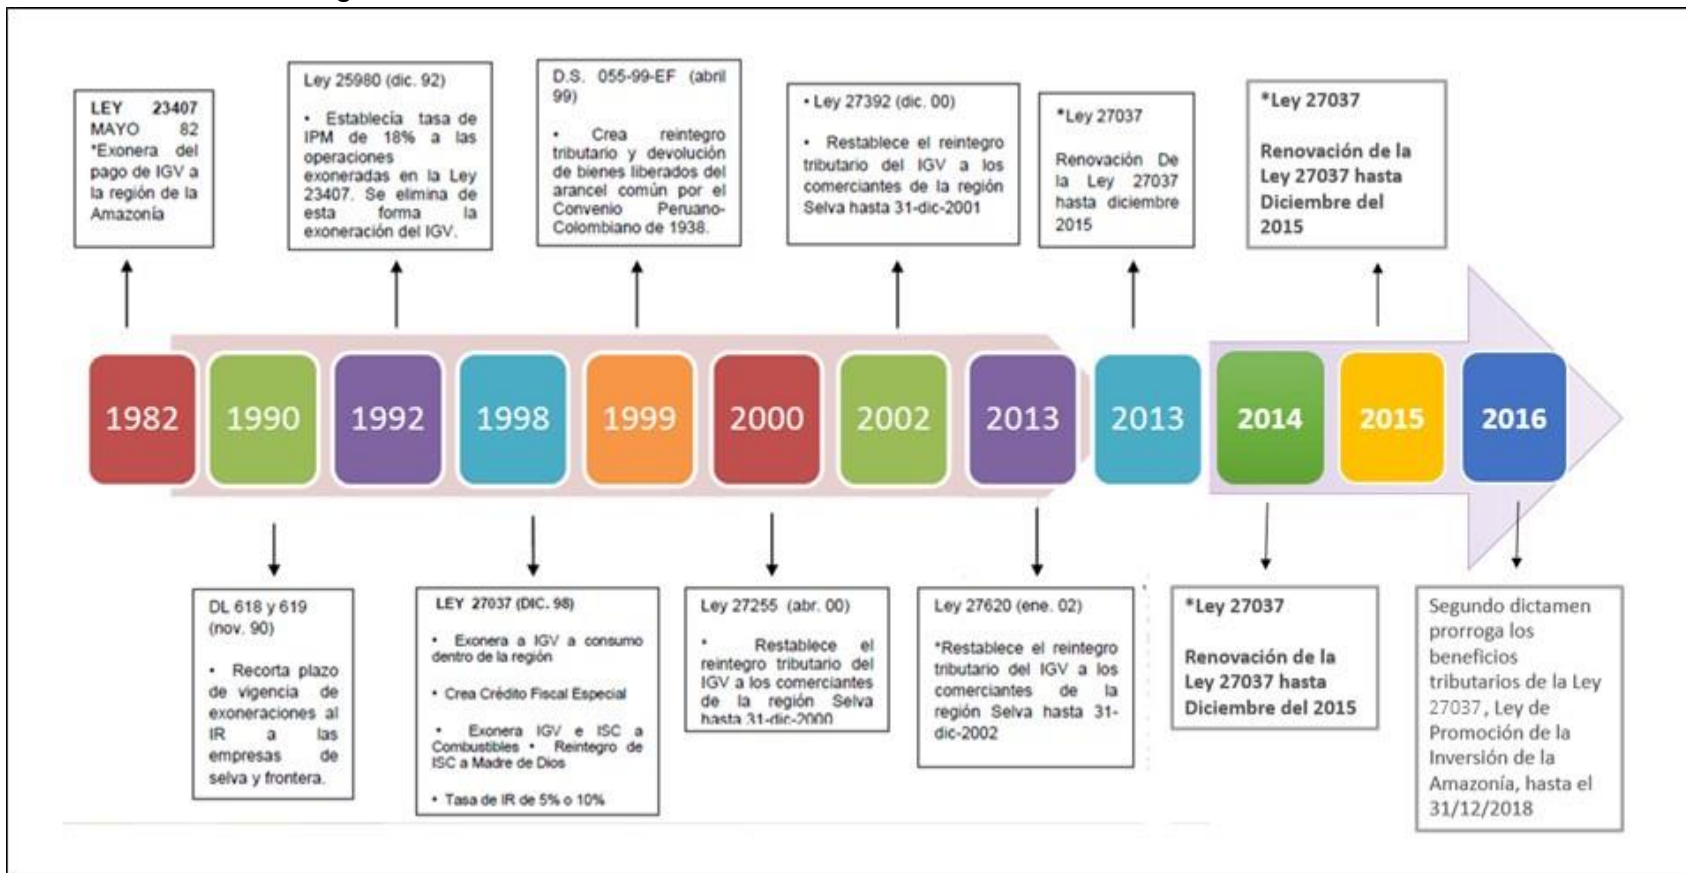 LEY 23407
MAYO 82
*Exonera del
pago de IGV a
la región de la
Amazonía
Ley 25980 (dic. 92)
• Establecía tasa de
IPM de 18% a las
operaciones
exoneradas en la Ley
23407. Se elimina de
esta forma la
exoneración del IGV.
D.S. 055-99-EF (abril
99)
• Crea reintegro
tributario y devolución
de bienes liberados del
arancel común por el
Convenio Peruano-
Colombiano de 1938.
• Ley 27392 (dic. 00)
• Restablece el reintegro
tributario del IGV a los
comerciantes de la región
Selva hasta 31-dic-2001
*Ley 27037
Renovación De
la Ley 27037
hasta diciembre
2015
*Ley 27037
Renovación de la
Ley 27037 hasta
Diciembre del
2015
1982
1990
1992
1998
1999
2000
2002
2013
2013
2014
2015
2016
DL 618 y 619
(nov. 90)
• Recorta plazo
de vigencia de
exoneraciones al
IR a las
empresas de
selva y frontera.
LEY 27037 (DIC. 98)
• Exonera a IGV a consumo
dentro de la región
• Crea Crédito Fiscal Especial
• Exonera IGV e ISC a
Combustibles • Reintegro de
ISC a Madre de Dios
• Tasa de IR de 5% o 10%
Ley 27255 (abr. 00)
• Restablece el
reintegro tributario del
IGV a los comerciantes
de la región Selva
hasta 31-dic-2000
Ley 27620 (ene. 02)
*Restablece el reintegro
tributario del IGV a los
comerciantes de la
región Selva hasta 31-
dic-2002
*Ley 27037
Renovación de la
Ley 27037 hasta
Diciembre del 2015
Segundo dictamen
prorroga los
beneficios
tributarios de la Ley
27037, Ley de
Promoción de la
Inversión de la
Amazonía, hasta el
31/12/2018